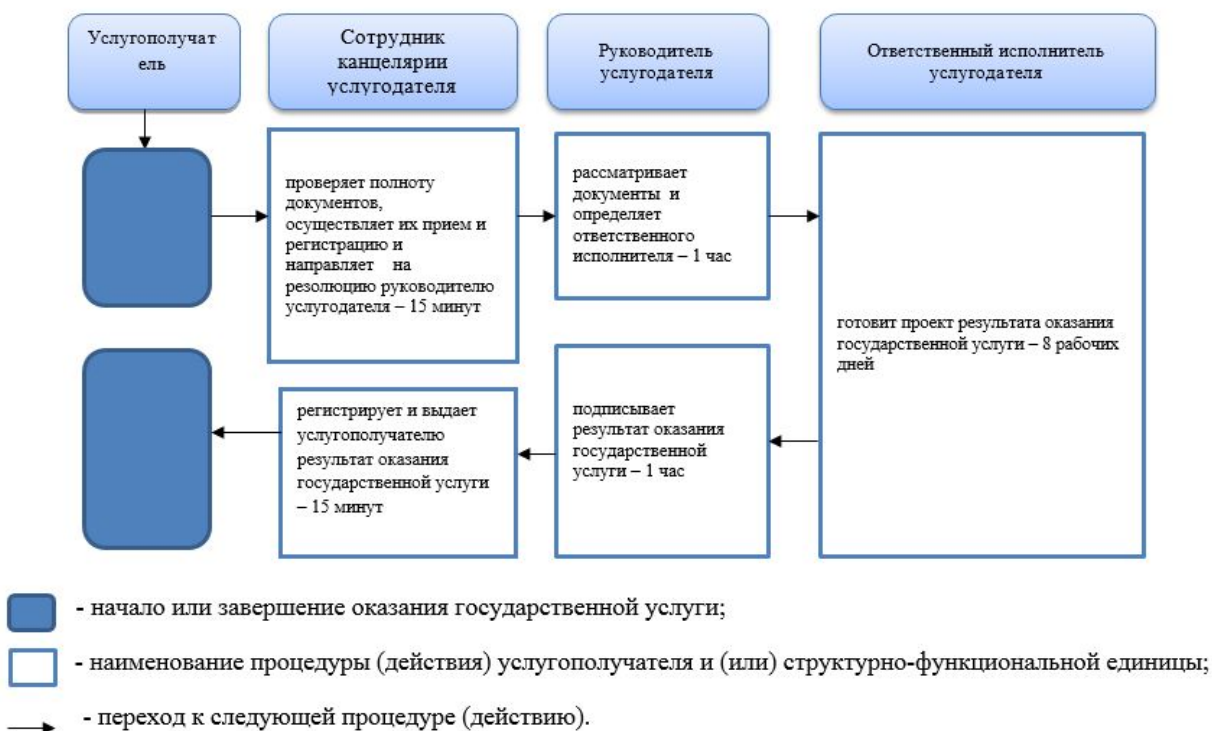 Услугополучат
ель
Сотрудник
канцелярии
услугодателя
Руководитель
услугодателя
Ответственный исполнитель
услугодателя
проверяет полноту
документов,
осуществляет их прием и
регистрацию и
направляет на
резолюцию руководителю
услугодателя – 15 минут
рассматривает
документы и
определяет
ответственного
исполнителя – 1 час
готовит проект результата оказания
государственной услуги – 8 рабочих
дней
подписывает
результат оказания
государственной
услуги – 1 час
регистрирует и выдает
услугополучателю
результат оказания
государственной услуги
– 15 минут
- начало или завершение оказания государственной услуги;
- наименование процедуры (действия) услугополучателя и (или) структурно-функциональной единицы;
- переход к следующей процедуре (действию).